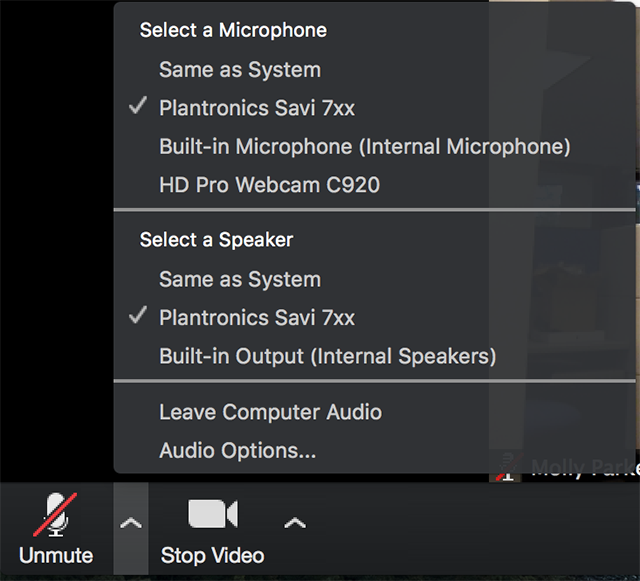 Select a Microphone
Same as System
Plantronics Savi 7xx
Built-in Microphone (Internal Microphone)
HD Pro Webcam C920
Select a Speaker
Same as System
Plantronics Savi 7xx
Built-in Output (Internal Speakers)
Leave Computer Audio
Audio Options...
Molly Parke
Unmute
Stop Video